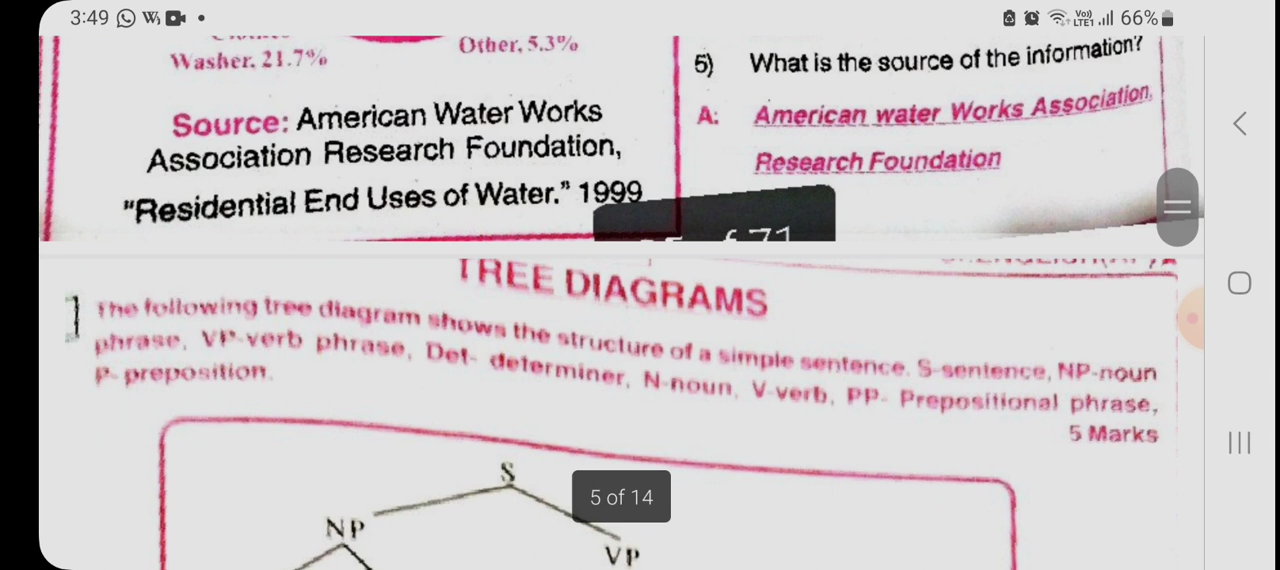 3:49
Vo)) LTE1 66%
Washer, 21.7%
Other, 5.3%
Source: American Water Works
Association Research Foundation,
"Residential End Uses of Water." 1999
5) What is the source of the information?
A: American water Works Association,
Research Foundation
TREE DIAGRAMS
The following tree diagram shows the structure of a simple sentence. S-sentence, NP-noun
phrase, VP-verb phrase, Det- determiner, N-noun, V-verb, PP- Prepositional phrase,
P- preposition.
5 Marks
S
5 of 14
NP
VP